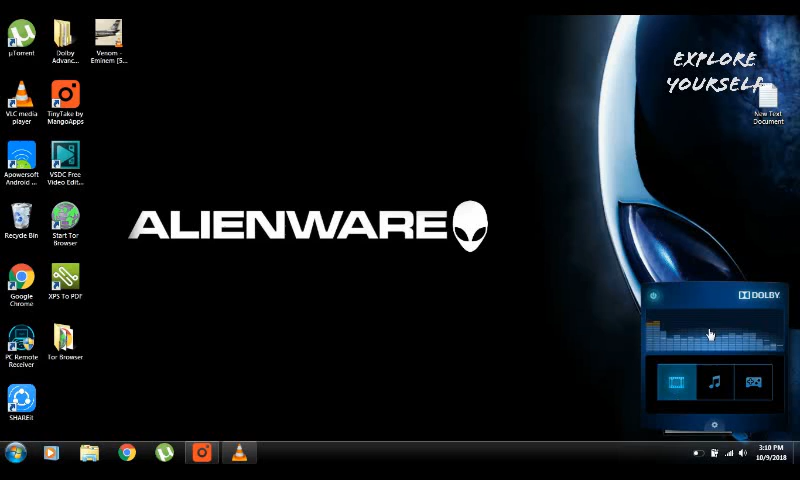 µTorrent
Dolby
Advanc...
Venom -
Eminem [5...
EXPLORE
YOURSELF
VLC media
player
TinyTake by
MangoApps
New Text
Document
Apowersoft
Android ...
VSDC Free
Video Edit...
ALIENWARE
Recycle Bin
Start Tor
Browser
Google
Chrome
XPS To PDF
DOLBY
PC Remote
Receiver
Tor Browser
SHAREit
3:10 PM
10/9/2018